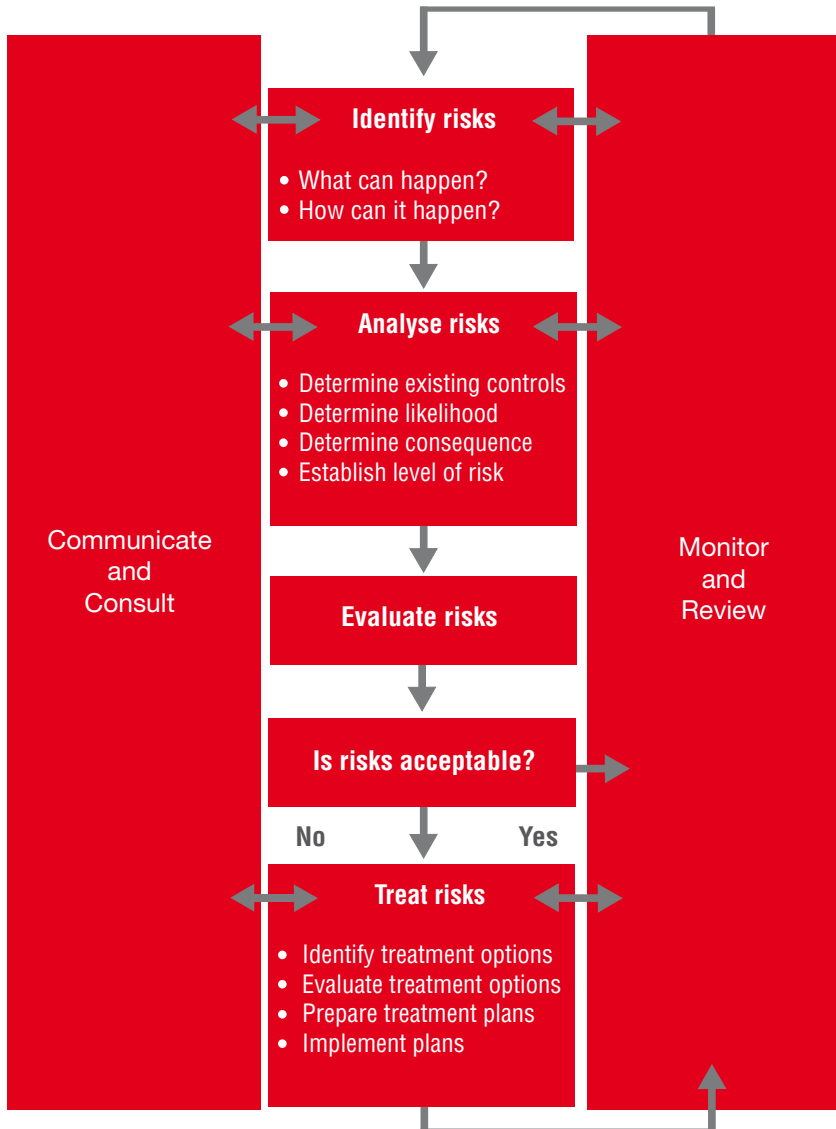 Identify risks
• What can happen?
• How can it happen?
Analyse risks
• Determine existing controls
• Determine likelihood
• Determine consequence
• Establish level of risk
Communicate
and
Consult
Monitor
and
Review
Evaluate risks
Is risks acceptable?
No Yes
Treat risks
• Identify treatment options
• Evaluate treatment options
• Prepare treatment plans
• Implement plans